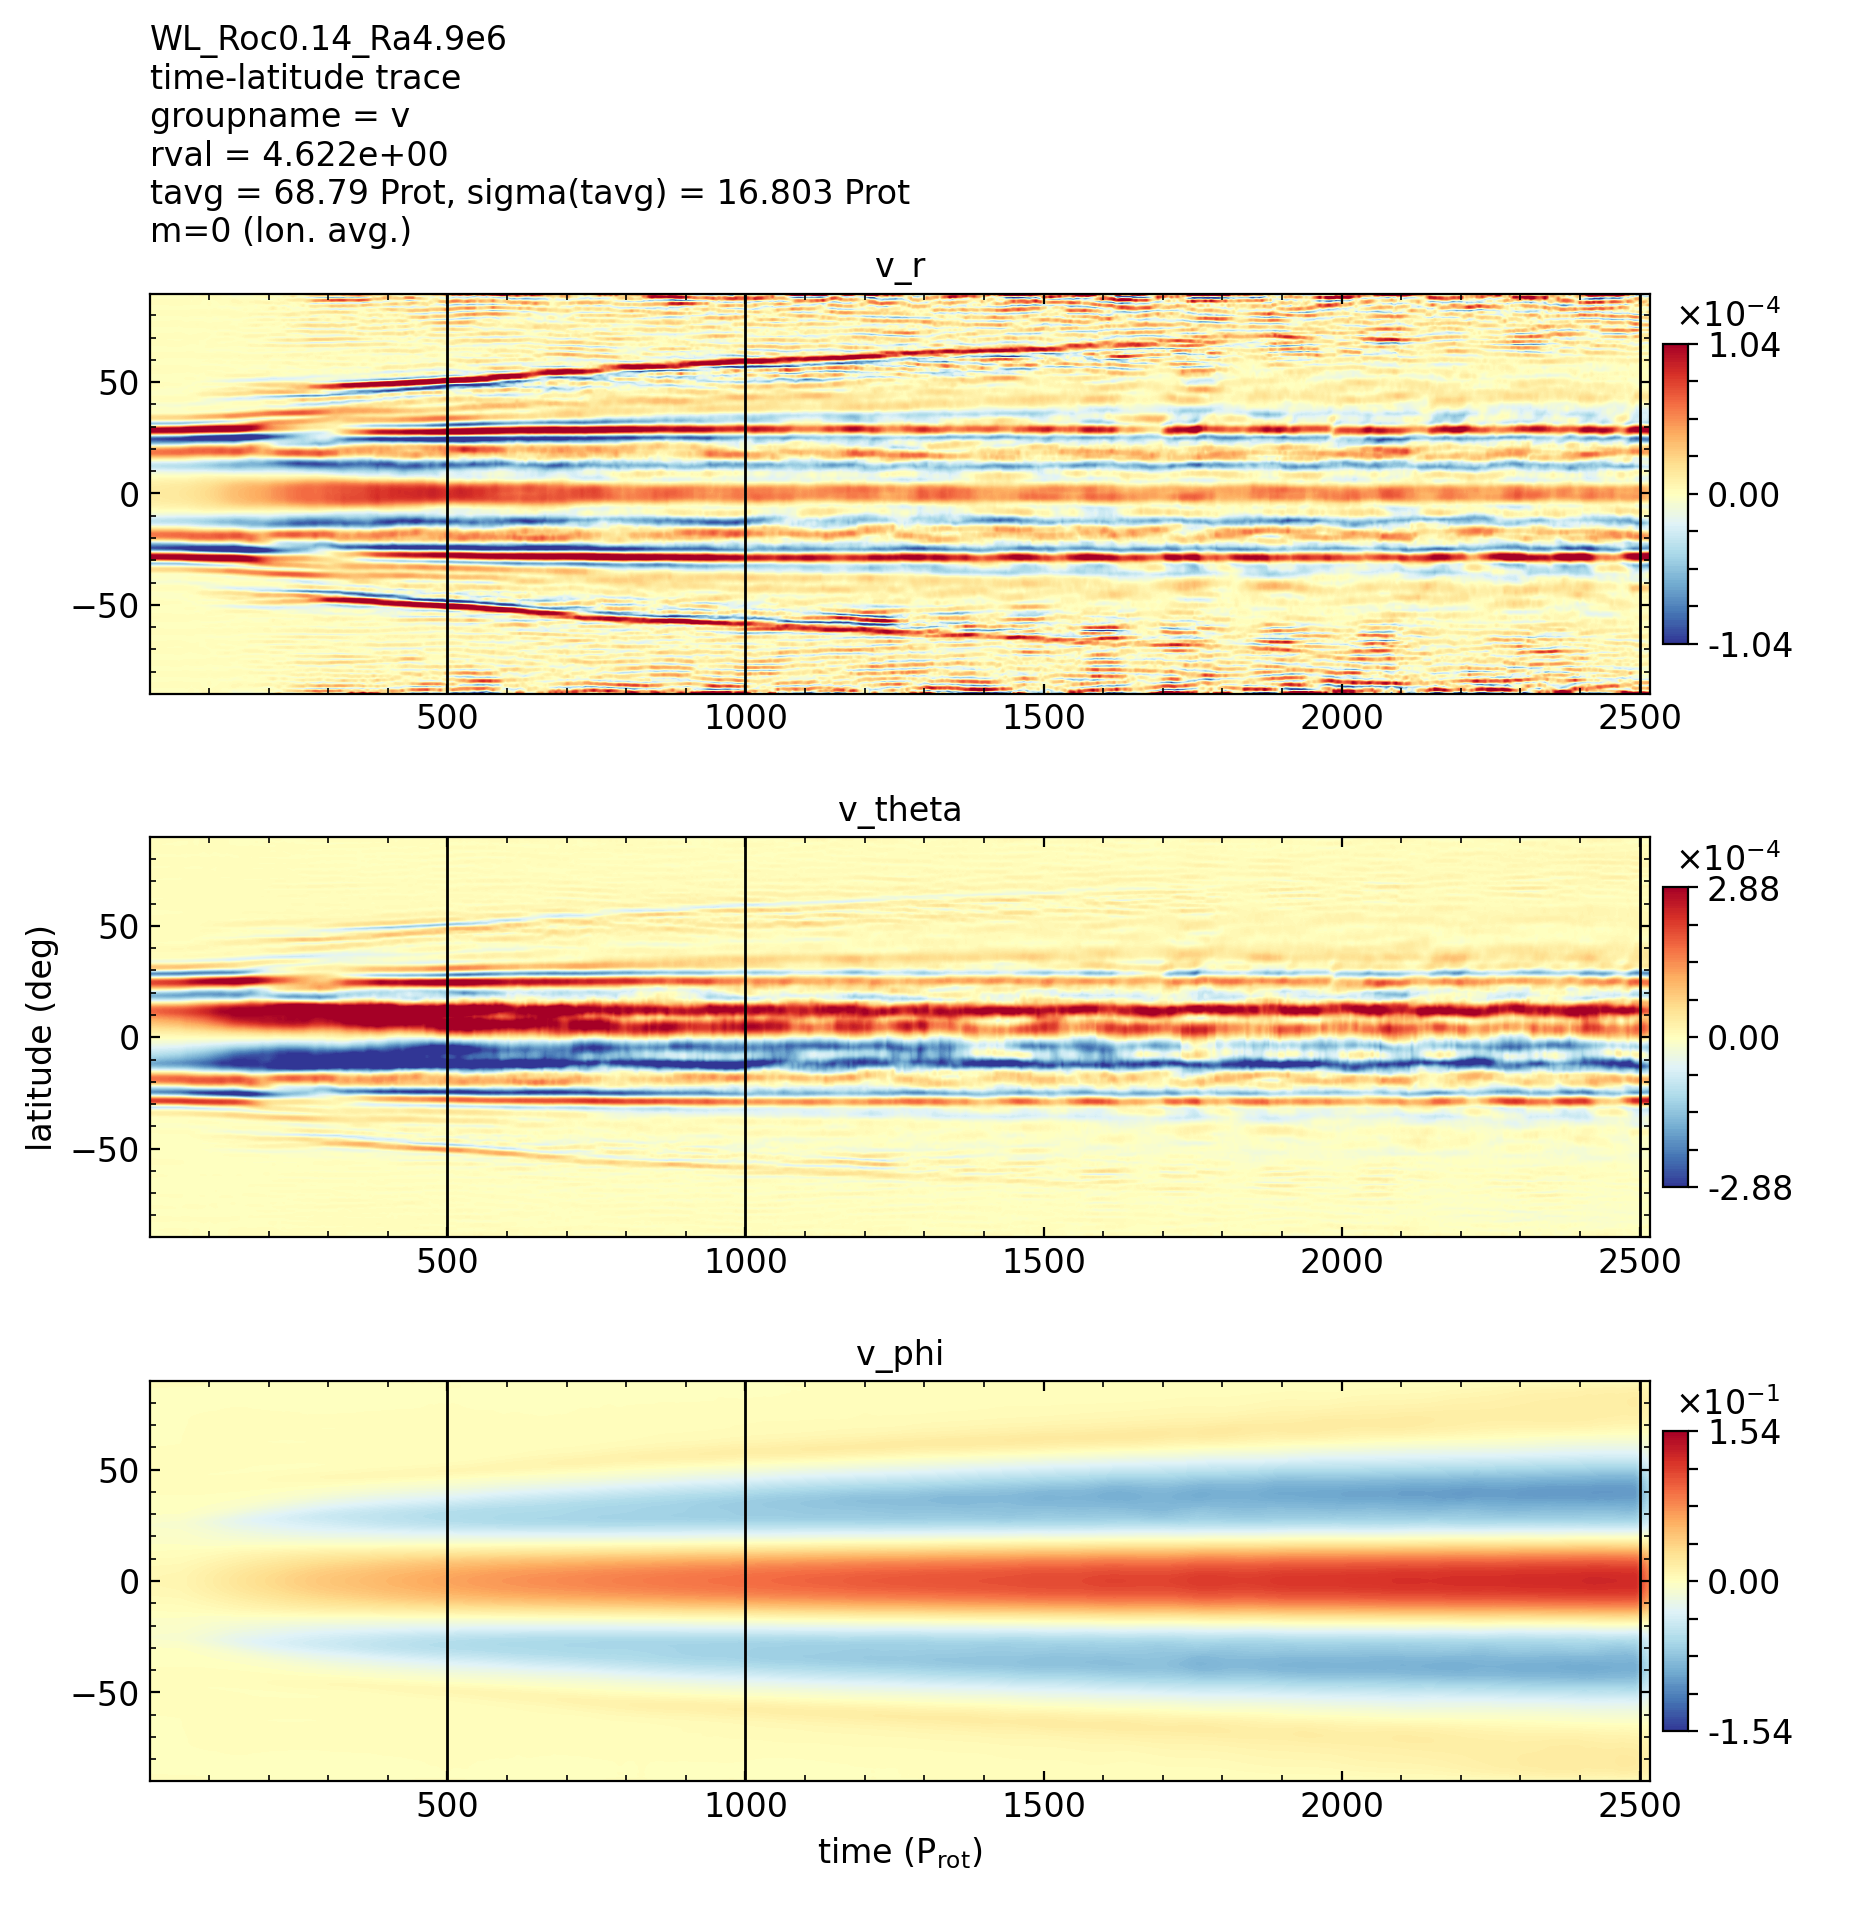 WL_Roc0.14_Ra4.9e6
time-latitude trace
groupname = v
rval = 4.622e+00
tavg = 68.79 Prot, sigma(tavg) = 16.803 Prot
m=0 (lon. avg.)
v_r
×10⁻⁴
1.04
0.00
-1.04
50
0
−50
500 1000 1500 2000 2500
v_theta
×10⁻⁴
2.88
0.00
-2.88
latitude (deg)
50
0
−50
500 1000 1500 2000 2500
v_phi
×10⁻¹
1.54
0.00
-1.54
50
0
−50
500 1000 1500 2000 2500
time (P_rot)